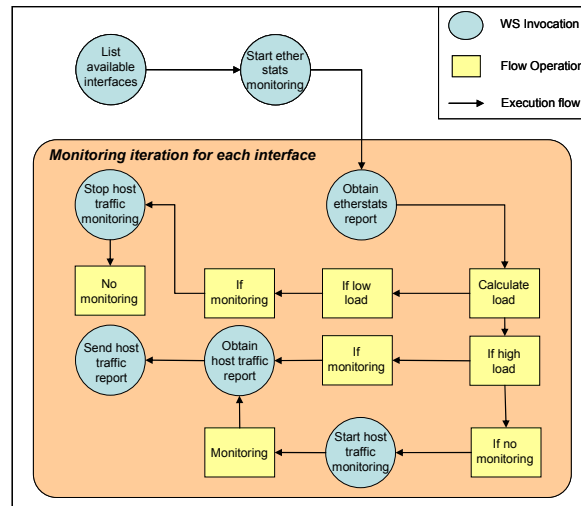 List
available
interfaces
Start ether
stats
monitoring
WS Invocation
Flow Operation
Execution flow
Monitoring iteration for each interface
Stop host
traffic
monitoring
Obtain
etherstats
report
No
monitoring
If
monitoring
If low
load
Calculate
load
Send host
traffic
report
Obtain
host traffic
report
If
monitoring
If high
load
Monitoring
Start host
traffic
monitoring
If no
monitoring